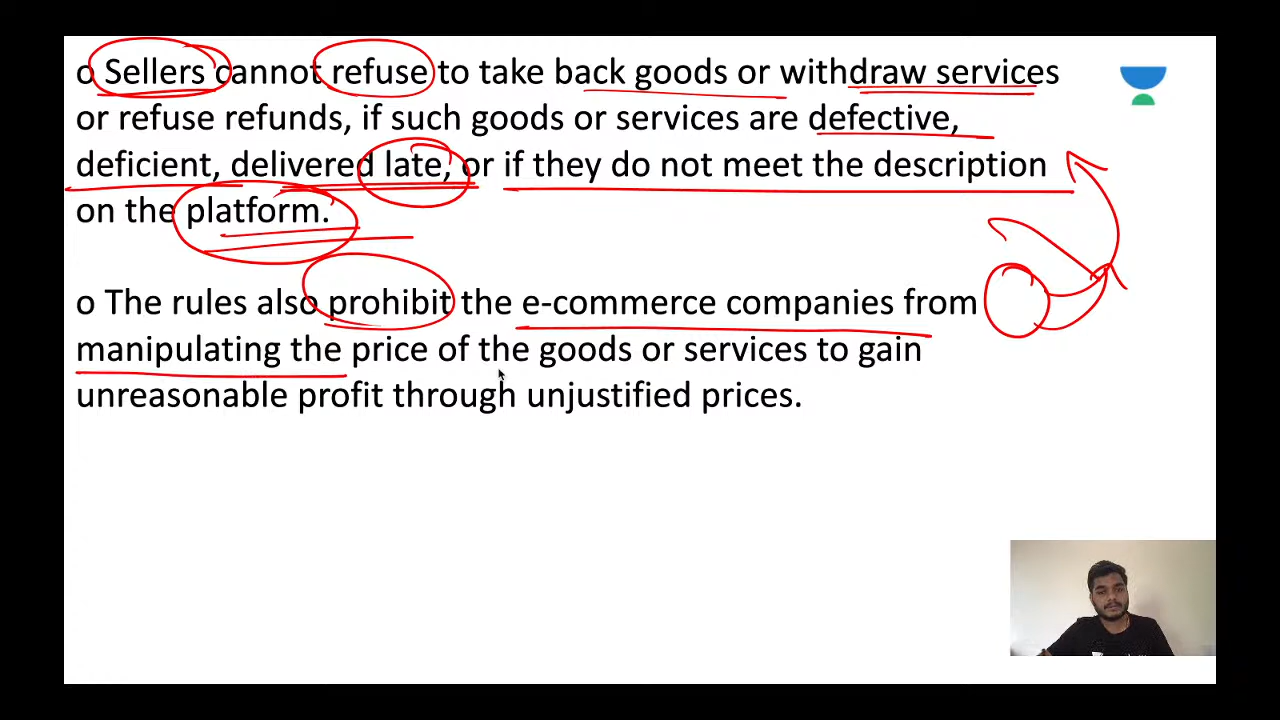 o Sellers cannot refuse to take back goods or withdraw services
or refuse refunds, if such goods or services are defective,
deficient, delivered late, or if they do not meet the description
on the platform.
o The rules also prohibit the e-commerce companies from
manipulating the price of the goods or services to gain
unreasonable profit through unjustified prices.